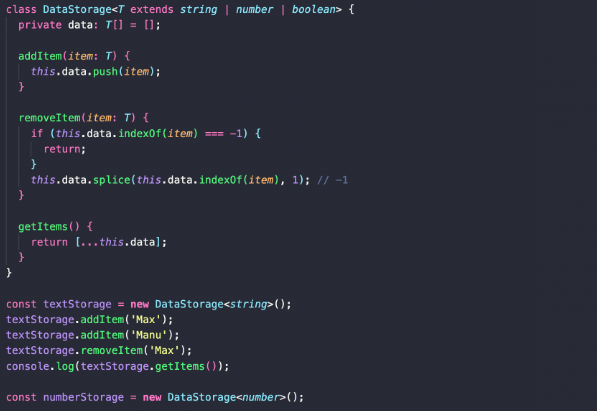 class DataStorage<T extends string | number | boolean> {
  private data: T[] = [];

  addItem(item: T) {
    this.data.push(item);
  }

  removeItem(item: T) {
    if (this.data.indexOf(item) === -1) {
      return;
    }
    this.data.splice(this.data.indexOf(item), 1); // -1
  }

  getItems() {
    return [...this.data];
  }
}

const textStorage = new DataStorage<string>();
textStorage.addItem('Max');
textStorage.addItem('Manu');
textStorage.removeItem('Max');
console.log(textStorage.getItems());

const numberStorage = new DataStorage<number>();